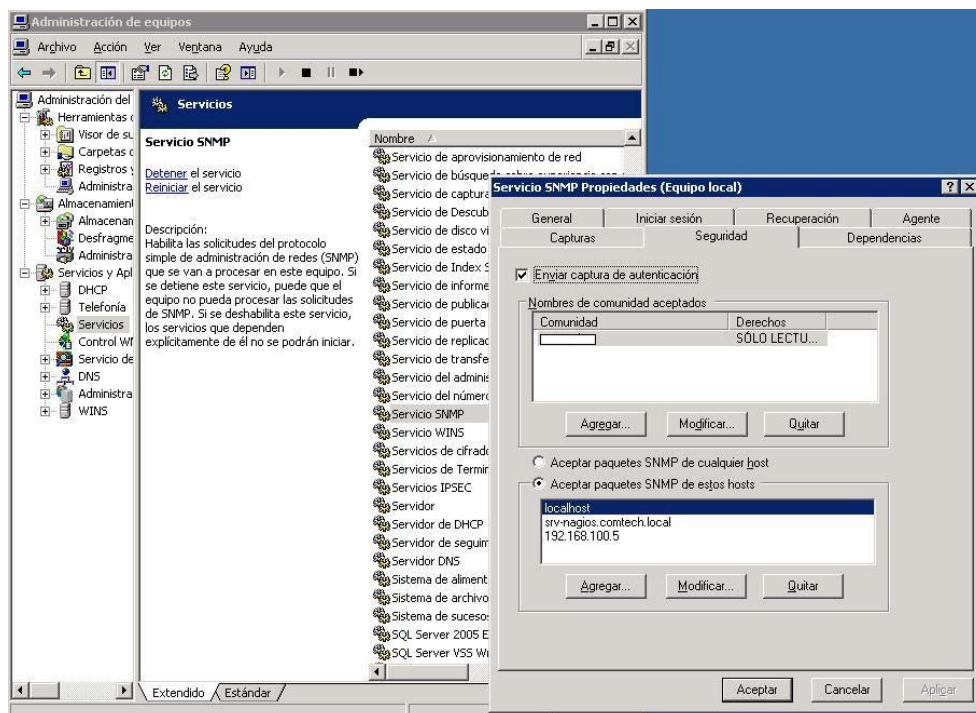 Administración de equipos
Archivo Acción Ver Ventana Ayuda
Administración del
Herramientas
Visor de su
Carpetas
Registros
Administra
Almacenamient
Almacenan
Desfragme
Administra
Servicios y Apl
DHCP
Telefonía
Servicios
Control
Servicio de
DNS
Administra
WINS
Servicios
Servicio SNMP
Detener el servicio
Reiniciar el servicio
Descripción:
Habilita las solicitudes del protocolo
simple de administración de redes (SNMP)
que se van a procesar en este equipo. Si
se detiene este servicio, puede que el
equipo no pueda procesar las solicitudes
de SNMP. Si se deshabilita este servicio,
los servicios que dependen
explícitamente de él no se podrán iniciar.
Nombre
Servicio de aprovisionamiento de red
Servicio de búsqueda
Servicio de captura
Servicio de Descub
Servicio de disco vi
Servicio de estado
Servicio de Index S
Servicio de informe
Servicio de publica
Servicio de puerta
Servicio de replicac
Servicio de transfe
Servicio del adminis
Servicio del número
Servicio SNMP
Servicio WINS
Servicios de cifrado
Servicios de Termin
Servicios IPSEC
Servidor
Servidor de DHCP
Servidor de seguim
Servidor DNS
Sistema de aliment
Sistema de archivo
Sistema de sucesos
SQL Server 2005 E
SQL Server VSS Wr
Extendido Estándar
Servicio SNMP Propiedades (Equipo local)
General Iniciar sesión Recuperación Agente
Capturas Seguridad Dependencias
Enviar captura de autenticación
Nombres de comunidad aceptados
Comunidad Derechos
SÓLO LECTU...
Agregar... Modificar... Quitar
Aceptar paquetes SNMP de cualquier host
Aceptar paquetes SNMP de estos hosts
localhost
srv-nagios.comtech.local
192.168.100.5
Agregar... Modificar... Quitar
Aceptar Cancelar Aplicar